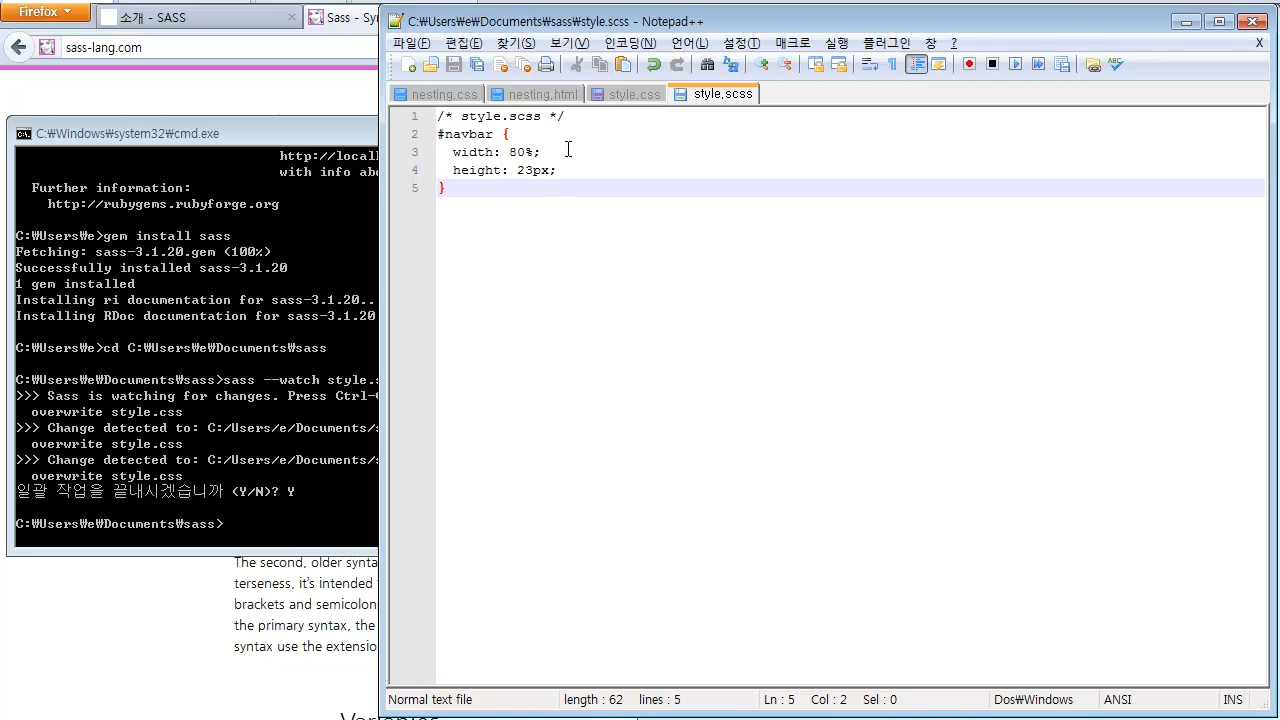 Firefox
소개 - SASS
Sass - Sy
sass-lang.com
C:₩Windows₩system32₩cmd.exe
http://local
with info abo
Further information:
http://rubygems.rubyforge.org
C:₩Users₩e>gem install sass
Fetching: sass-3.1.20.gem (100%)
Successfully installed sass-3.1.20
1 gem installed
Installing ri documentation for sass-3.1.20..
Installing RDoc documentation for sass-3.1.20
C:₩Users₩e>cd C:₩Users₩e₩Documents₩sass
C:₩Users₩e₩Documents₩sass>sass --watch style.s
>>> Sass is watching for changes. Press Ctrl-C
overwrite style.css
>>> Change detected to: C:/Users/e/Documents/s
overwrite style.css
>>> Change detected to: C:/Users/e/Documents/s
overwrite style.css
일괄 작업을 끝내시겠습니까 (Y/N)? Y
C:₩Users₩e₩Documents₩sass>
The second, older synta
terseness, it's intended
brackets and semicolon
the primary syntax, the
syntax use the extensio
Variables
C:₩Users₩e₩Documents₩sass₩style.scss - Notepad++
파일(F) 편집(E) 찾기(S) 보기(V) 인코딩(N) 언어(L) 설정(T) 매크로 실행 플러그인 창 ? X
nesting.css nesting.html style.css style.scss
1 /* style.scss */
2 #navbar {
3 width: 80%;
4 height: 23px;
5 }
Normal text file length : 62 lines : 5 Ln : 5 Col : 2 Sel : 0 Dos₩Windows ANSI INS